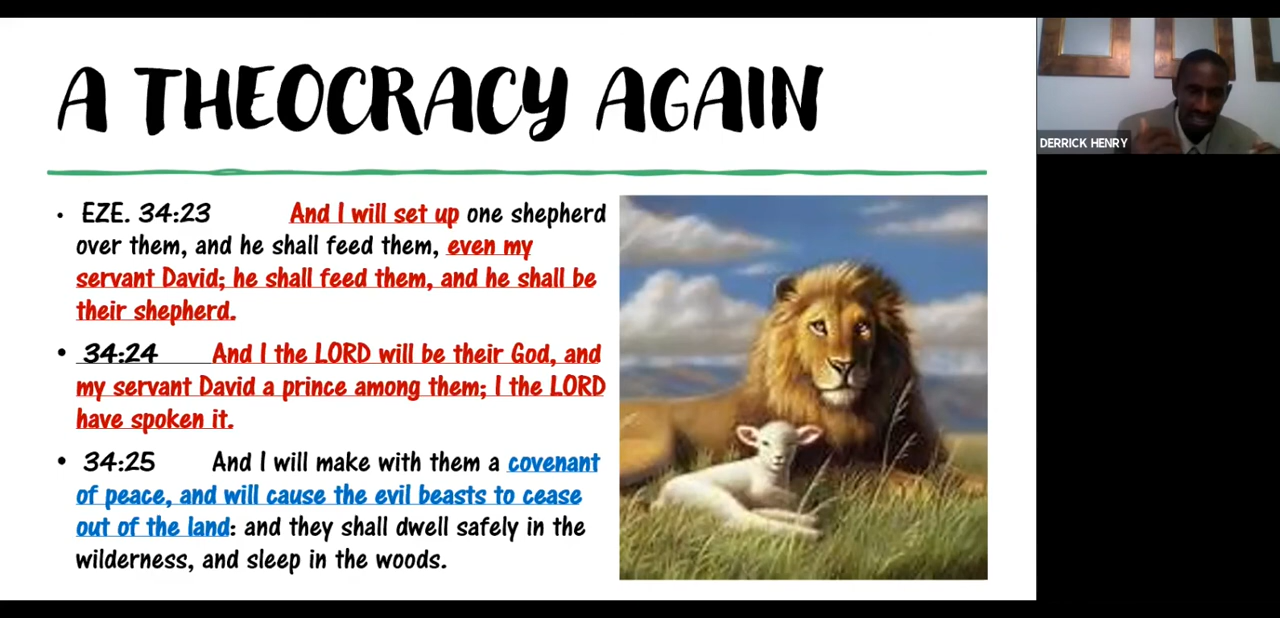 A THEOCRACY AGAIN
DERRICK HENRY
• EZE. 34:23 And I will set up one shepherd
over them, and he shall feed them, even my
servant David; he shall feed them, and he shall be
their shepherd.
• 34:24 And I the LORD will be their God, and
my servant David a prince among them; I the LORD
have spoken it.
• 34:25 And I will make with them a covenant
of peace, and will cause the evil beasts to cease
out of the land: and they shall dwell safely in the
wilderness, and sleep in the woods.